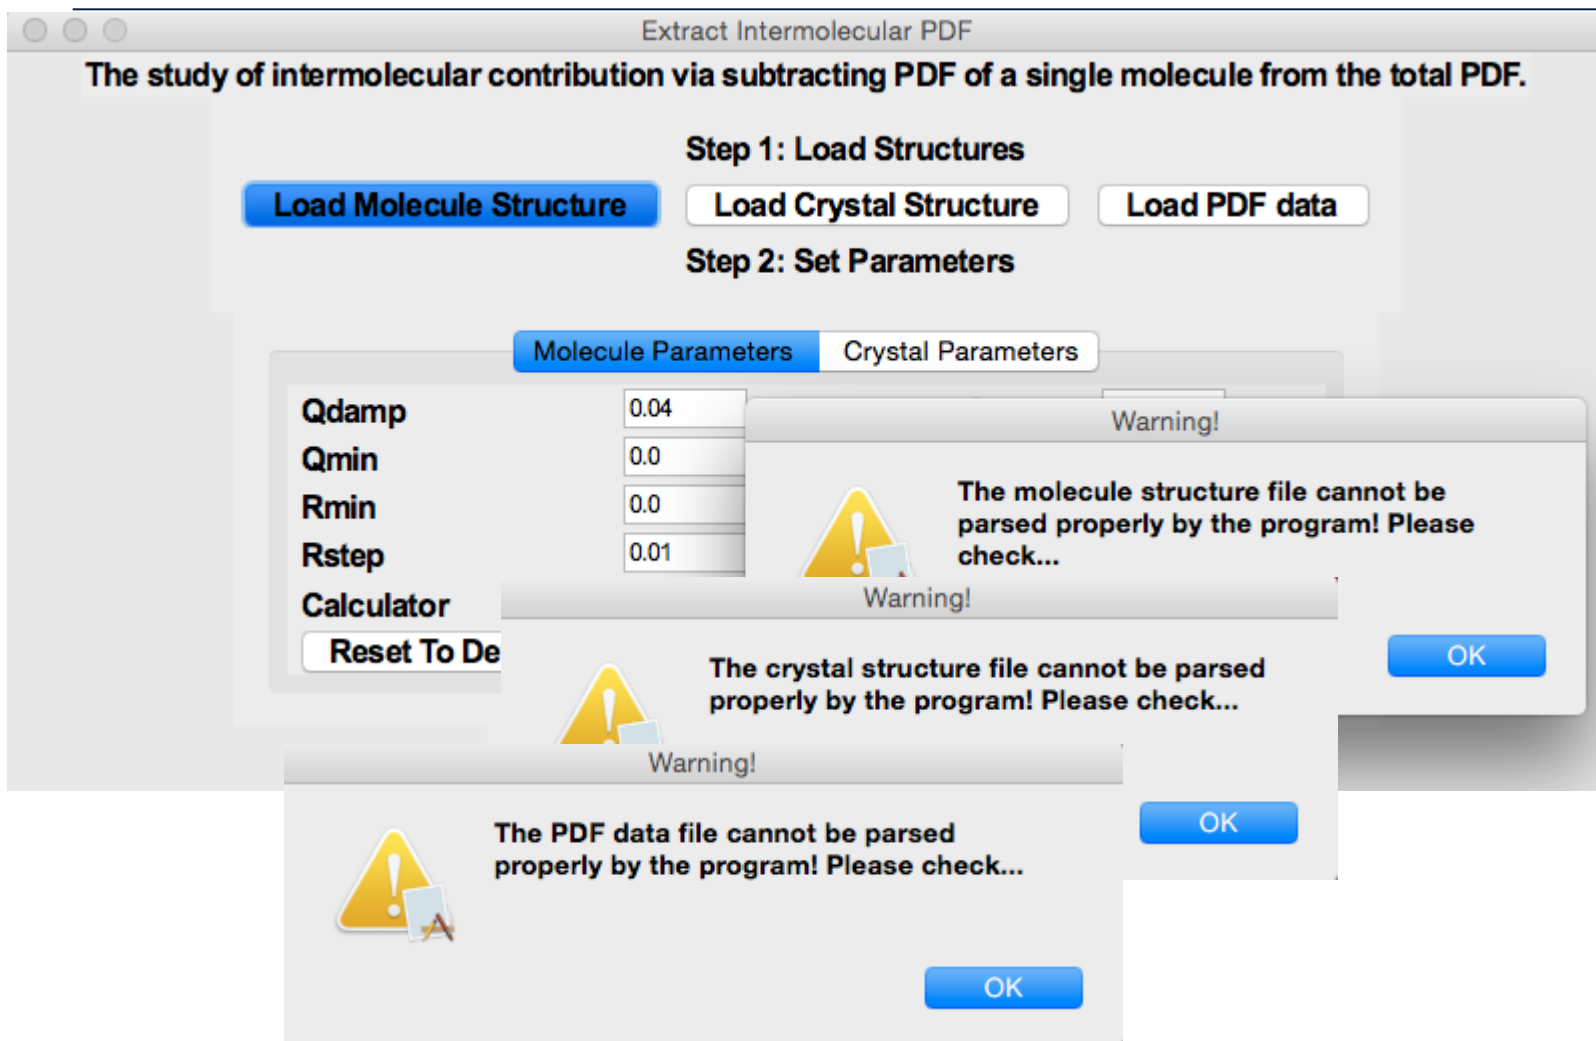 Extract Intermolecular PDF
The study of intermolecular contribution via subtracting PDF of a single molecule from the total PDF.
Step 1: Load Structures
Load Molecule Structure Load Crystal Structure Load PDF data
Step 2: Set Parameters
Molecule Parameters Crystal Parameters
Qdamp 0.04
Qmin 0.0
Rmin 0.0
Rstep 0.01
Calculator
Reset To De
Warning!
The molecule structure file cannot be
parsed properly by the program! Please
check...
OK
Warning!
The crystal structure file cannot be parsed
properly by the program! Please check...
OK
Warning!
The PDF data file cannot be parsed
properly by the program! Please check...
OK